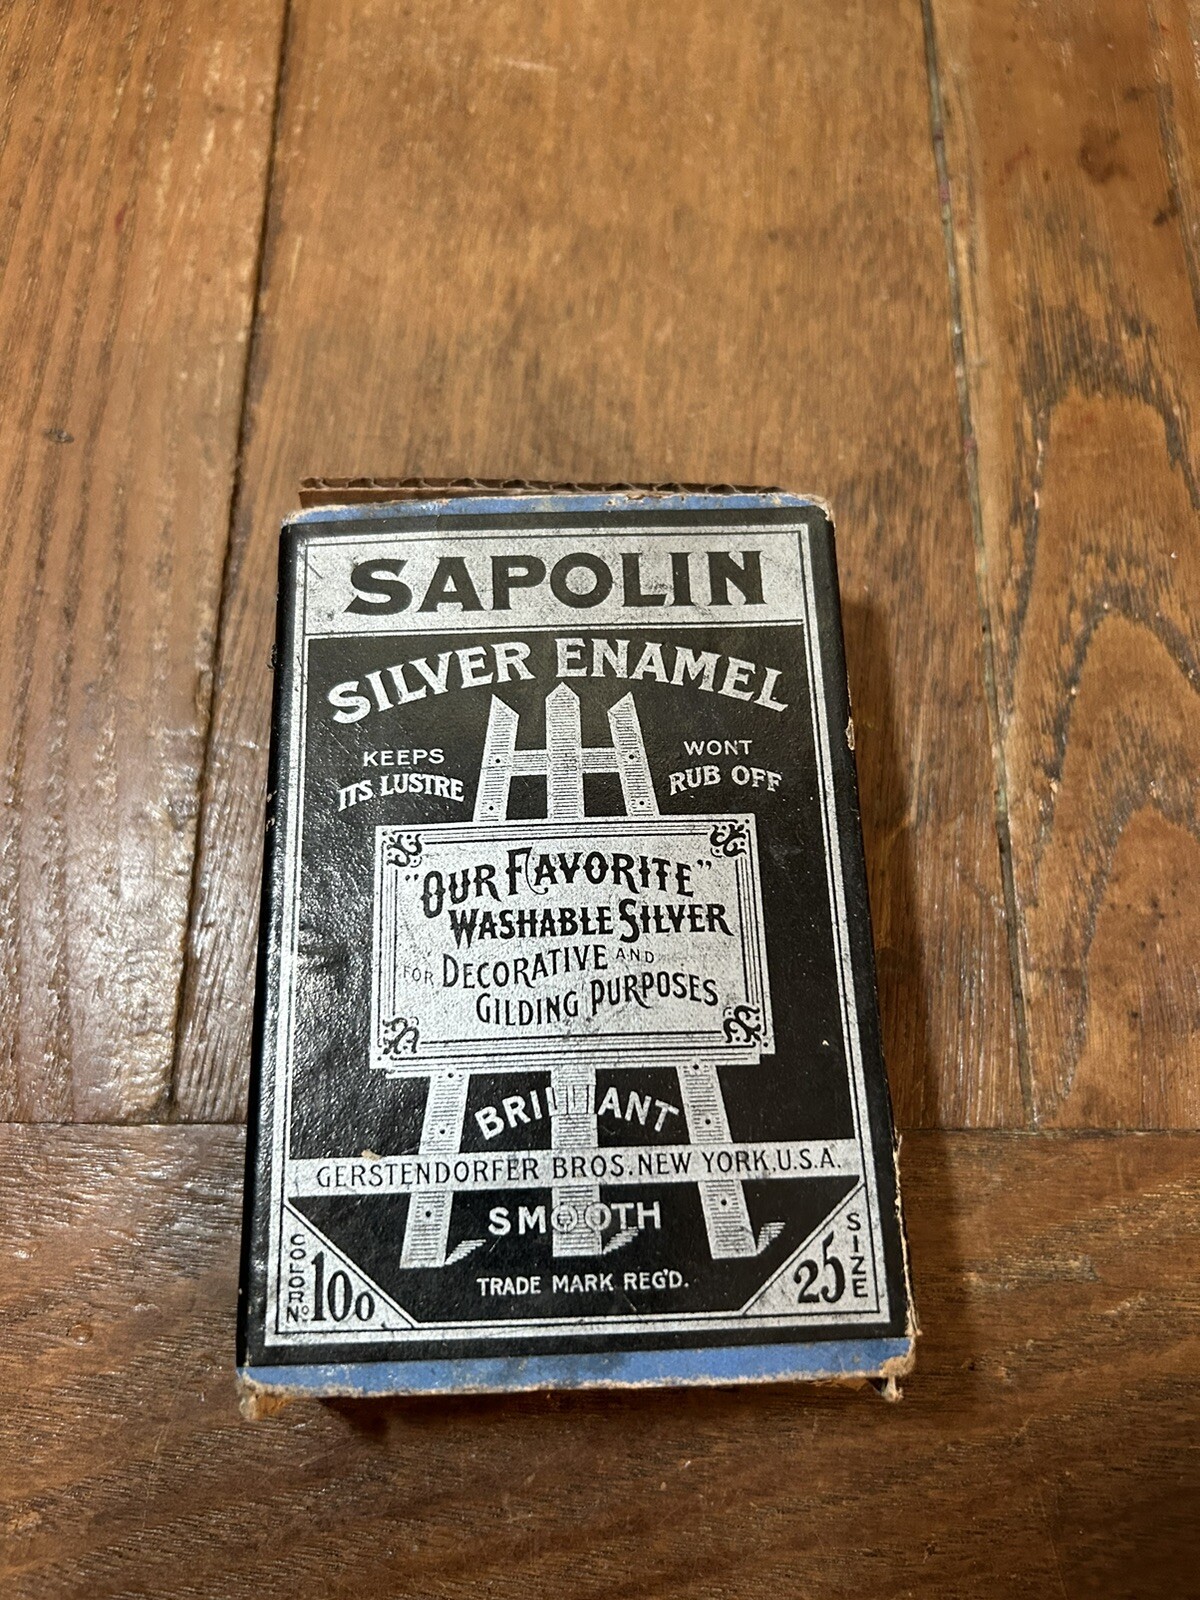 SAPOLIN
SILVER ENAMEL
KEEPS
ITS LUSTRE
WONT
RUB OFF
"OUR FAVORITE"
WASHABLE SILVER
FOR DECORATIVE AND
GILDING PURPOSES
BRILLIANT
GERSTENDORFER BROS. NEW YORK, U.S.A.
SMOOTH
TRADE MARK REG'D.
COLOR No. 100
25 SIZE